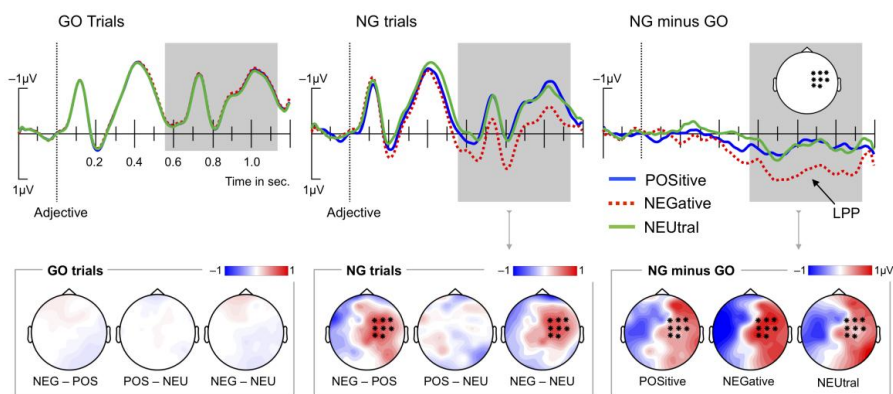 GO Trials
NG trials
NG minus GO
−1μV
1μV
0.2 0.4 0.6 0.8 1.0
Time in sec.
Adjective
−1μV
1μV
Adjective
−1μV
1μV
POSitive
NEGative
NEUtral
LPP
GO trials
−1 1
NEG – POS POS – NEU NEG – NEU
NG trials
−1 1
NEG – POS POS – NEU NEG – NEU
NG minus GO
−1 1μV
POSitive NEGative NEUtral